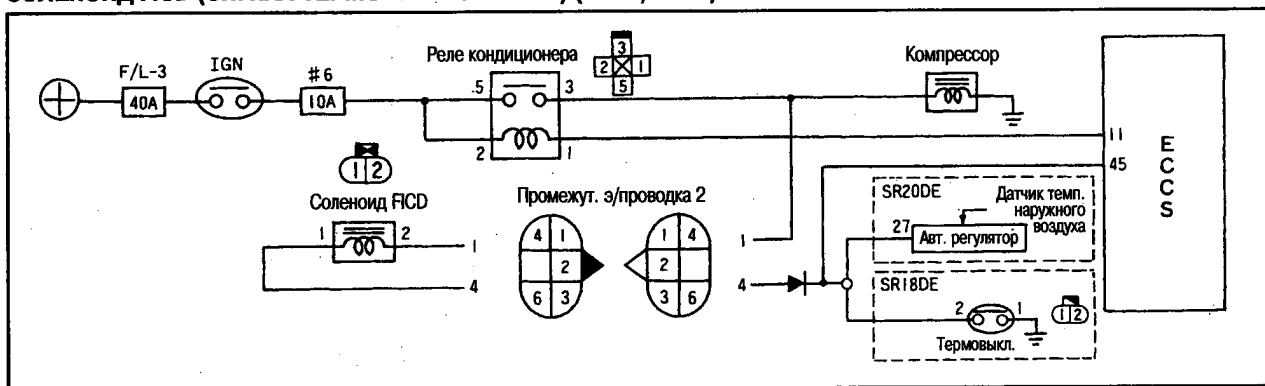 F/L-3
40A
IGN
#6
10A
Реле кондиционера
.5
3
2
1
3
2
1
5
Компрессор
11
45
ECCS
1 2
Соленоид FICD
1
2
1
4
Промежут. э/проводка 2
4 1
2
6 3
1 4
2
3 6
1
4
SR20DE
Датчик темп.
наружного
воздуха
27
Авт. регулятор
SR18DE
2
1
1 2
Термовыкл.